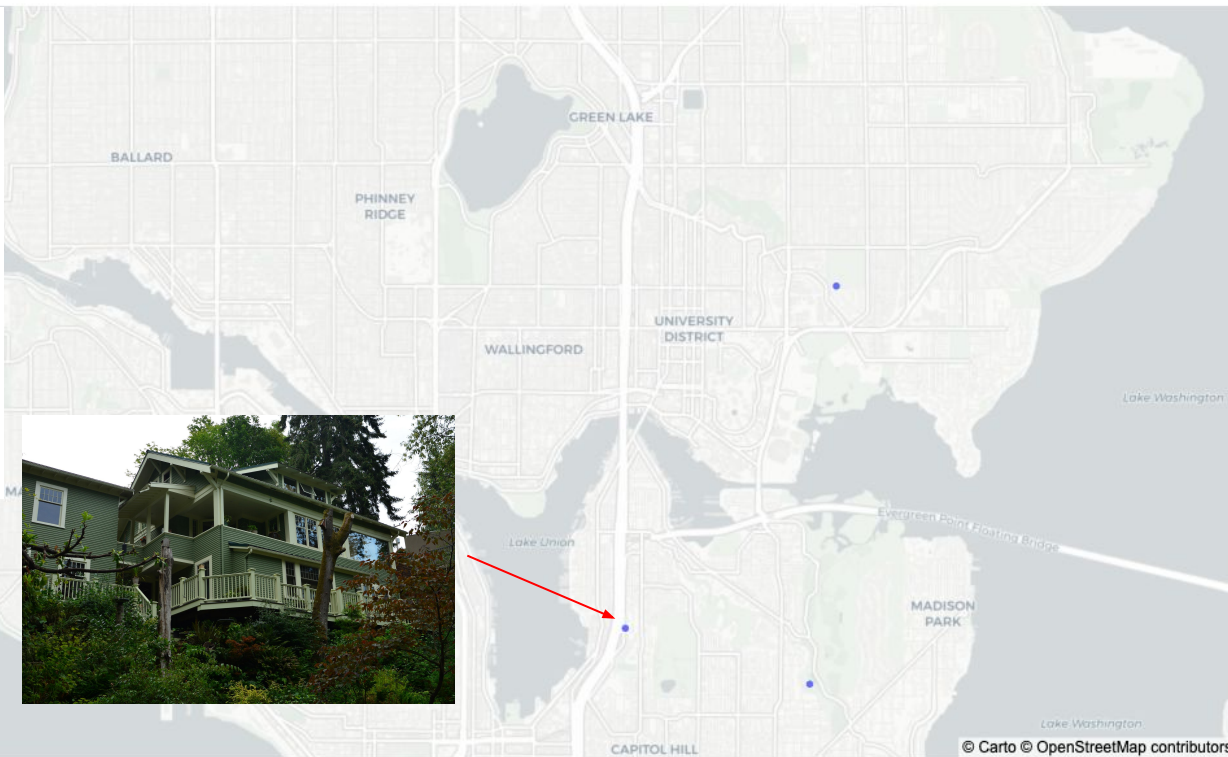 GREEN LAKE
BALLARD
PHINNEY
RIDGE
UNIVERSITY
DISTRICT
WALLINGFORD
Lake Washington
MA
Evergreen Point Floating Bridge
Lake Union
MADISON
PARK
Lake Washington
CAPITOL HILL
© Carto © OpenStreetMap contributors